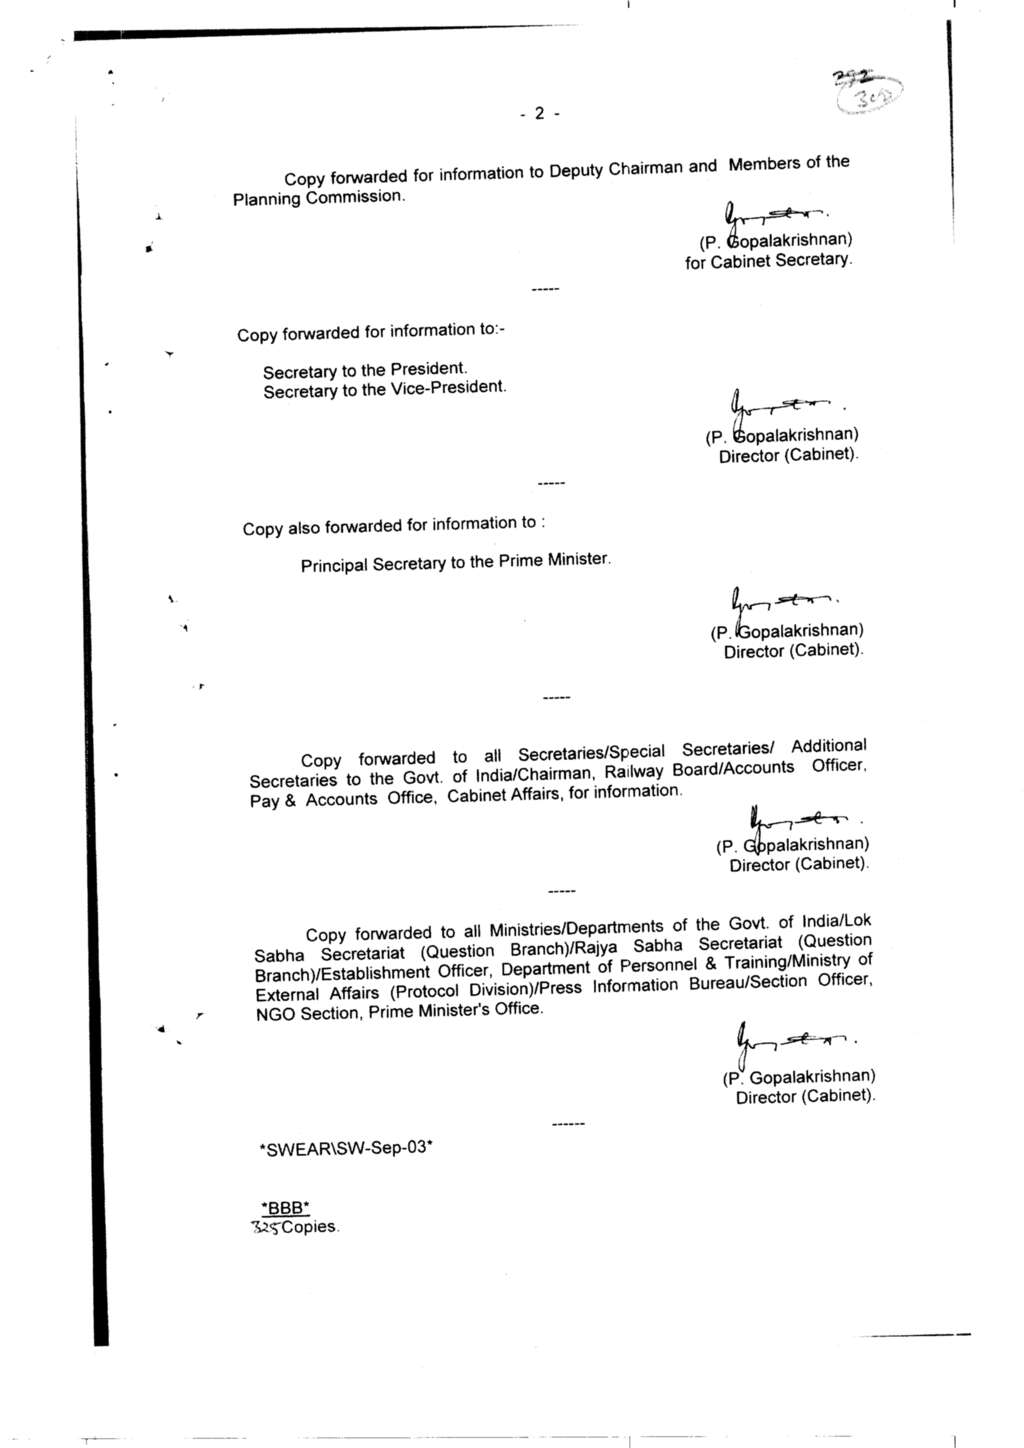 - 2 -
Copy forwarded for information to Deputy Chairman and Members of the
Planning Commission.
(P. Gopalakrishnan)
for Cabinet Secretary.
-----
Copy forwarded for information to:-
Secretary to the President.
Secretary to the Vice-President.
(P. Gopalakrishnan)
Director (Cabinet).
-----
Copy also forwarded for information to :
Principal Secretary to the Prime Minister.
(P. Gopalakrishnan)
Director (Cabinet).
-----
Copy forwarded to all Secretaries/Special Secretaries/ Additional
Secretaries to the Govt. of India/Chairman, Railway Board/Accounts Officer,
Pay & Accounts Office, Cabinet Affairs, for information.
(P. Gopalakrishnan)
Director (Cabinet).
-----
Copy forwarded to all Ministries/Departments of the Govt. of India/Lok
Sabha Secretariat (Question Branch)/Rajya Sabha Secretariat (Question
Branch)/Establishment Officer, Department of Personnel & Training/Ministry of
External Affairs (Protocol Division)/Press Information Bureau/Section Officer,
NGO Section, Prime Minister's Office.
(P. Gopalakrishnan)
Director (Cabinet).
------
*SWEAR\SW-Sep-03*
*BBB*
325 Copies.